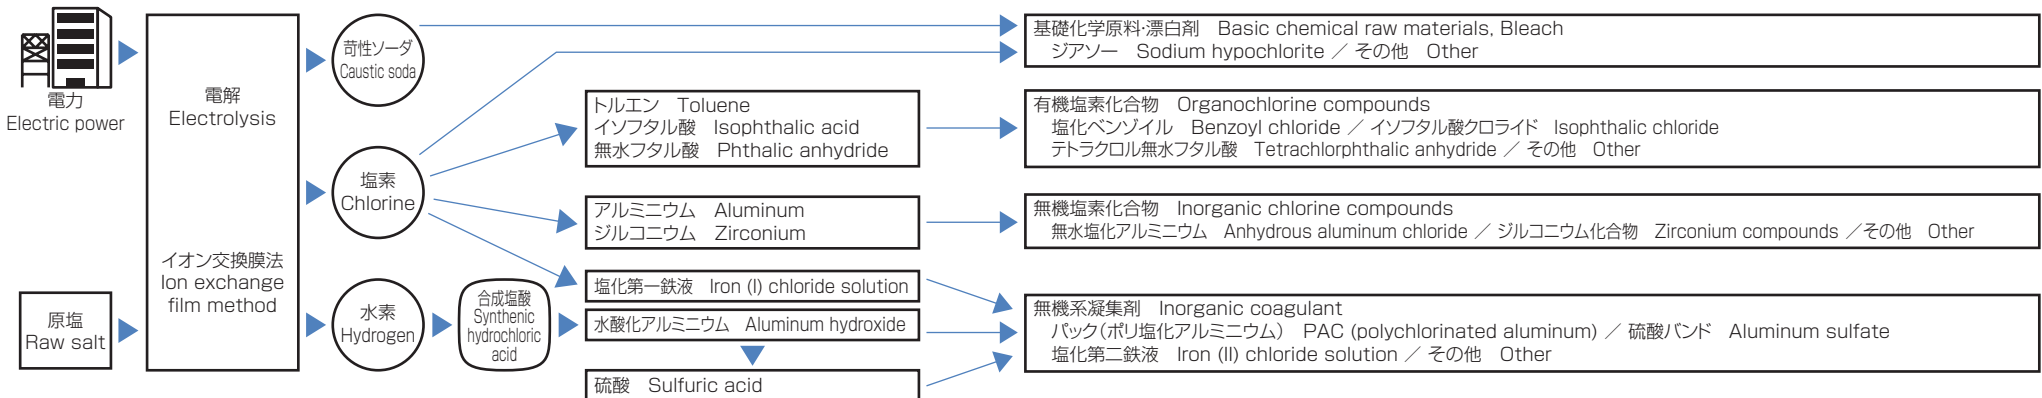 電力
Electric power
原塩
Raw salt
電解
Electrolysis
イオン交換膜法
Ion exchange
film method
苛性ソーダ
Caustic soda
塩素
Chlorine
水素
Hydrogen
合成塩酸
Synthenic
hydrochloric
acid
トルエン Toluene
イソフタル酸 Isophthalic acid
無水フタル酸 Phthalic anhydride
アルミニウム Aluminum
ジルコニウム Zirconium
塩化第一鉄液 Iron (I) chloride solution
水酸化アルミニウム Aluminum hydroxide
硫酸 Sulfuric acid
基礎化学原料・漂白剤 Basic chemical raw materials, Bleach
ジアソー Sodium hypochlorite ／ その他 Other
有機塩素化合物 Organochlorine compounds
塩化ベンゾイル Benzoyl chloride ／ イソフタル酸クロライド Isophthalic chloride
テトラクロル無水フタル酸 Tetrachlorphthalic anhydride ／ その他 Other
無機塩素化合物 Inorganic chlorine compounds
無水塩化アルミニウム Anhydrous aluminum chloride ／ ジルコニウム化合物 Zirconium compounds ／その他 Other
無機系凝集剤 Inorganic coagulant
パック（ポリ塩化アルミニウム） PAC (polychlorinated aluminum) ／ 硫酸バンド Aluminum sulfate
塩化第二鉄液 Iron (II) chloride solution ／ その他 Other